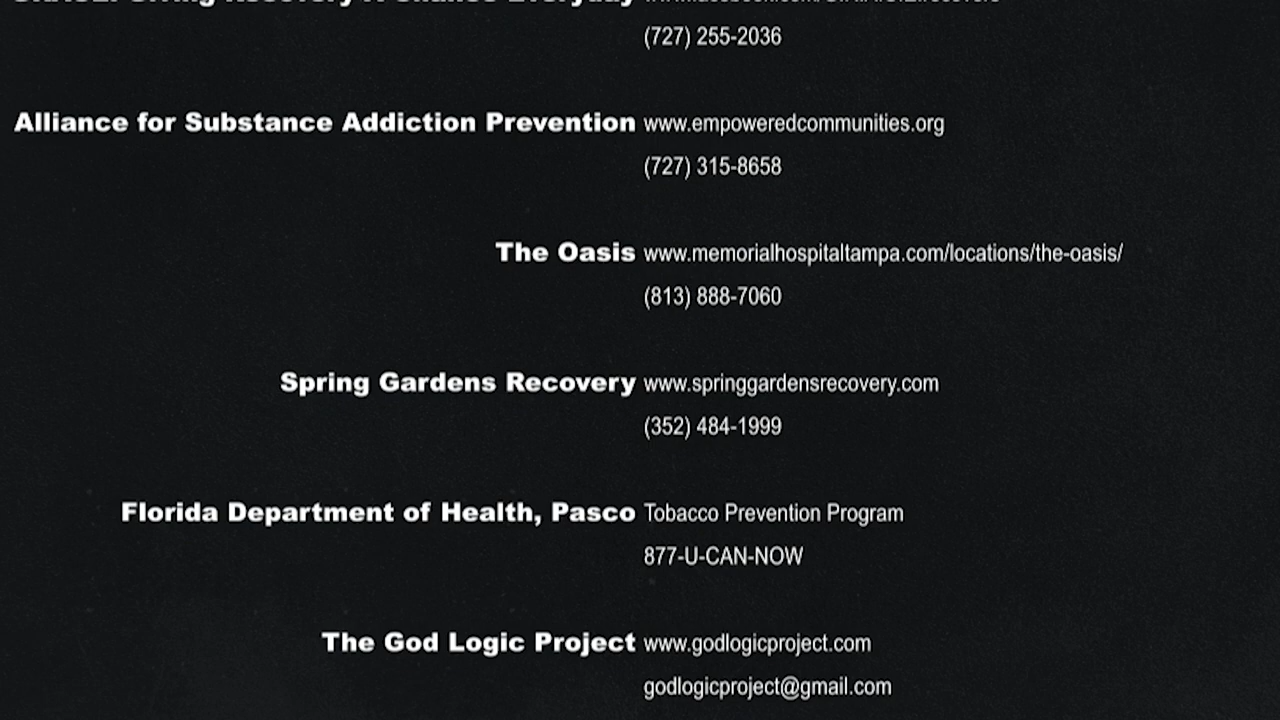 (727) 255-2036
Alliance for Substance Addiction Prevention www.empoweredcommunities.org
(727) 315-8658
The Oasis www.memorialhospitaltampa.com/locations/the-oasis/
(813) 888-7060
Spring Gardens Recovery www.springgardensrecovery.com
(352) 484-1999
Florida Department of Health, Pasco Tobacco Prevention Program
877-U-CAN-NOW
The God Logic Project www.godlogicproject.com
godlogicproject@gmail.com